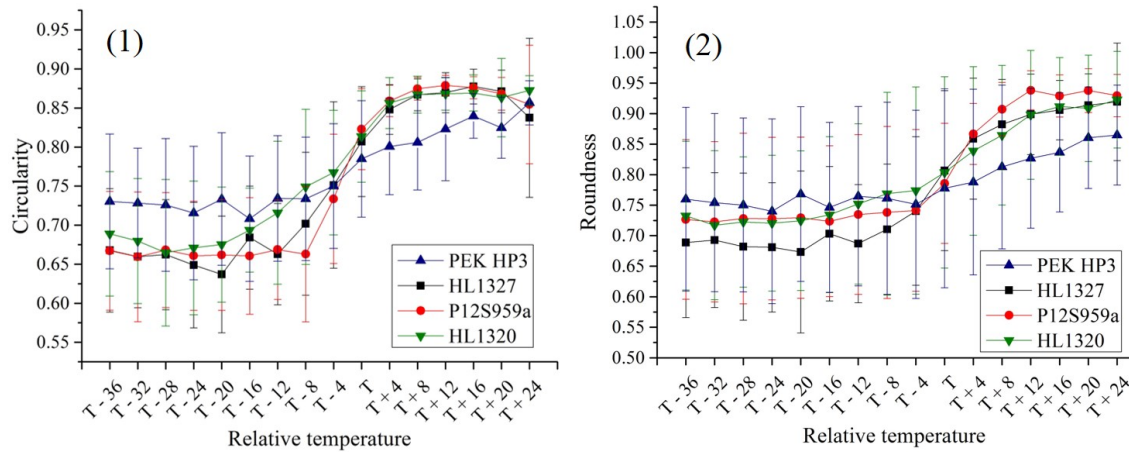 (1)
Circularity
0.95
0.90
0.85
0.80
0.75
0.70
0.65
0.60
0.55
PEK HP3
HL1327
P12S959a
HL1320
T - 36
T - 32
T - 28
T - 24
T - 20
T - 16
T - 12
T - 8
T - 4
T
T + 4
T + 8
T + 12
T + 16
T + 20
T + 24
Relative temperature
(2)
Roundness
1.05
1.00
0.95
0.90
0.85
0.80
0.75
0.70
0.65
0.60
0.55
0.50
PEK HP3
HL1327
P12S959a
HL1320
T - 36
T - 32
T - 28
T - 24
T - 20
T - 16
T - 12
T - 8
T - 4
T
T + 4
T + 8
T + 12
T + 16
T + 20
T + 24
Relative temperature